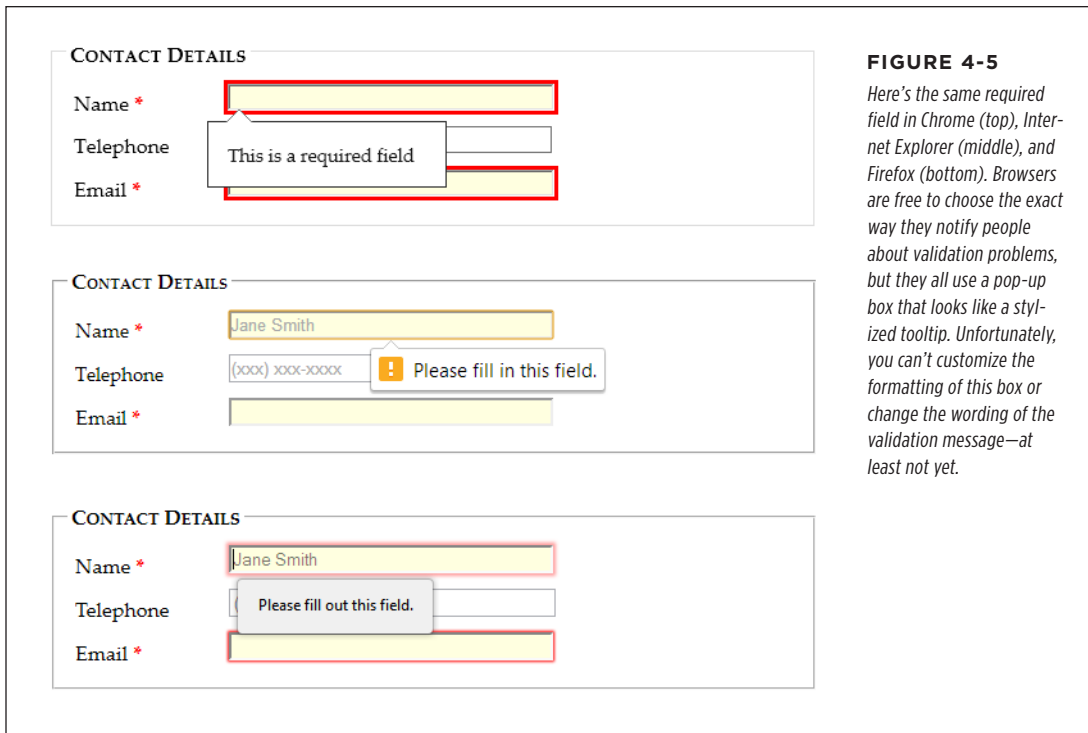 CONTACT DETAILS
Name *
Telephone
This is a required field
Email *
CONTACT DETAILS
Name *
Jane Smith
Telephone
(xxx) xxx-xxxx
Please fill in this field.
Email *
CONTACT DETAILS
Name *
Jane Smith
Telephone
(
Please fill out this field.
Email *
FIGURE 4-5
Here's the same required
field in Chrome (top), Inter-
net Explorer (middle), and
Firefox (bottom). Browsers
are free to choose the exact
way they notify people
about validation problems,
but they all use a pop-up
box that looks like a styl-
ized tooltip. Unfortunately,
you can't customize the
formatting of this box or
change the wording of the
validation message—at
least not yet.